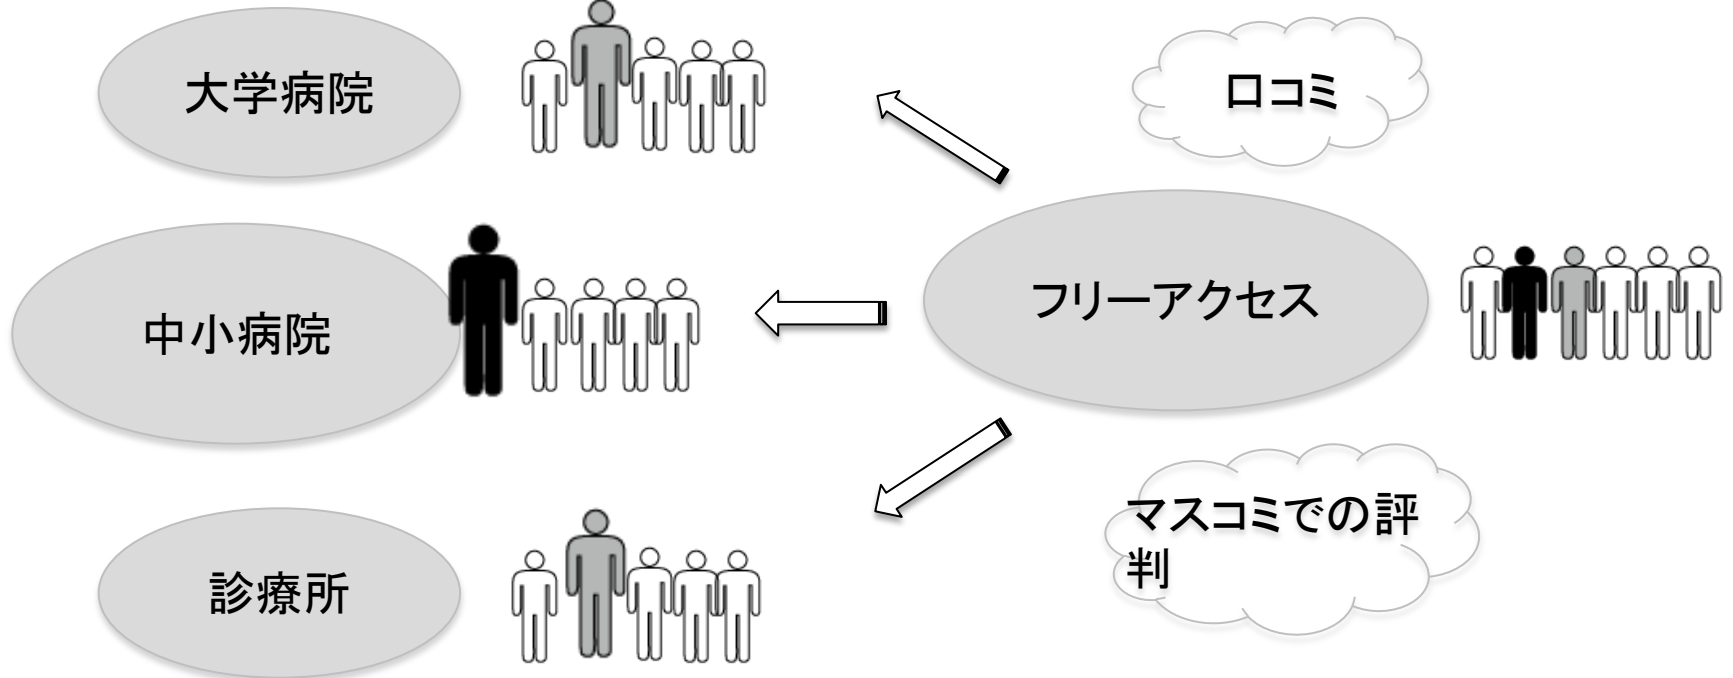 大学病院
口コミ
中小病院
フリーアクセス
マスコミでの評
判
診療所